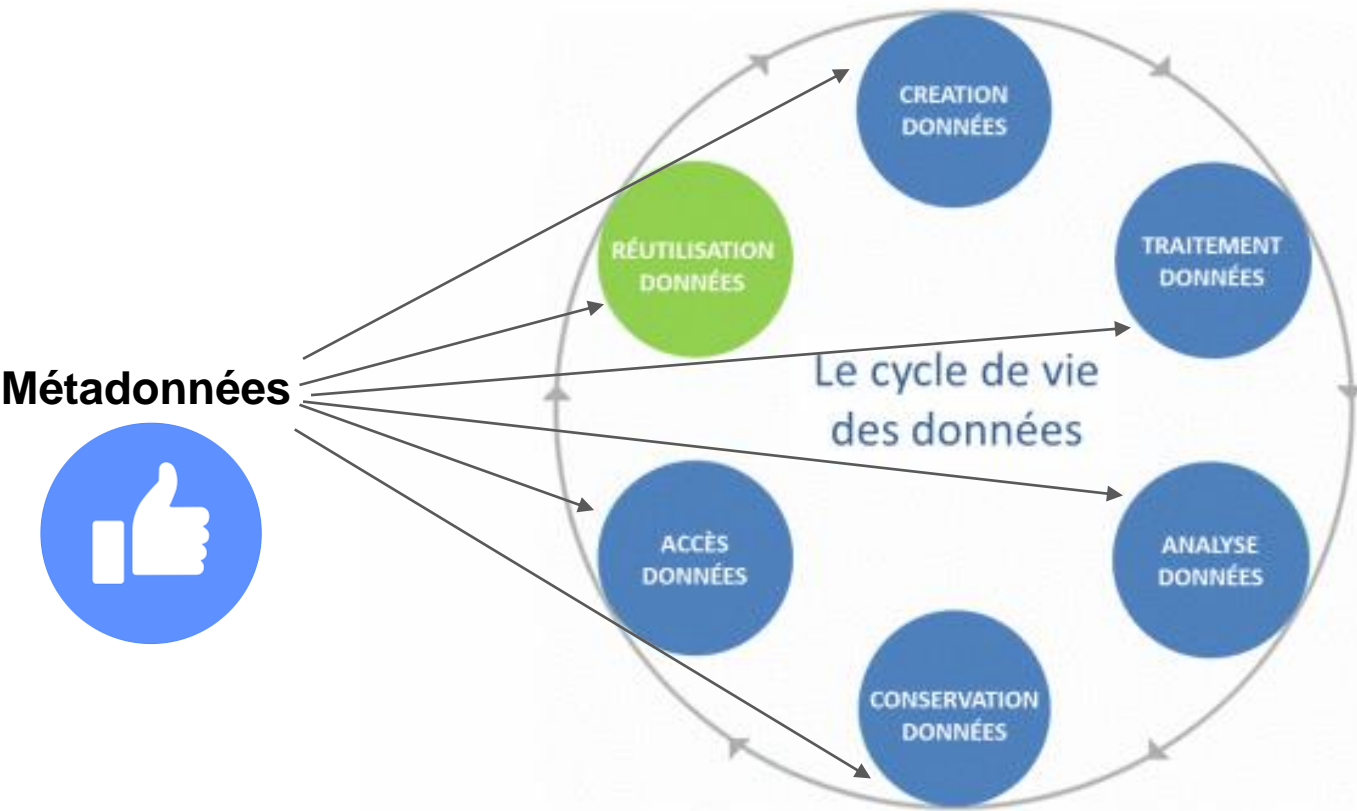 CREATION
DONNÉES
TRAITEMENT
DONNÉES
ANALYSE
DONNÉES
CONSERVATION
DONNÉES
ACCÈS
DONNÉES
RÉUTILISATION
DONNÉES
Le cycle de vie
des données
Métadonnées